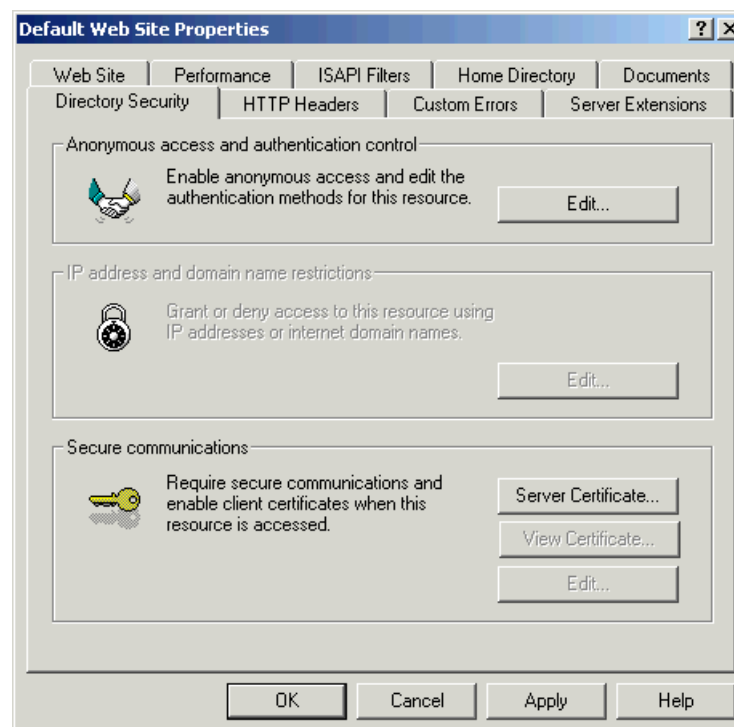 Default Web Site Properties
Web Site Performance ISAPI Filters Home Directory Documents
Directory Security HTTP Headers Custom Errors Server Extensions
Anonymous access and authentication control
Enable anonymous access and edit the
authentication methods for this resource.
Edit...
IP address and domain name restrictions
Grant or deny access to this resource using
IP addresses or internet domain names.
Edit...
Secure communications
Require secure communications and
enable client certificates when this
resource is accessed.
Server Certificate...
View Certificate...
Edit...
OK Cancel Apply Help